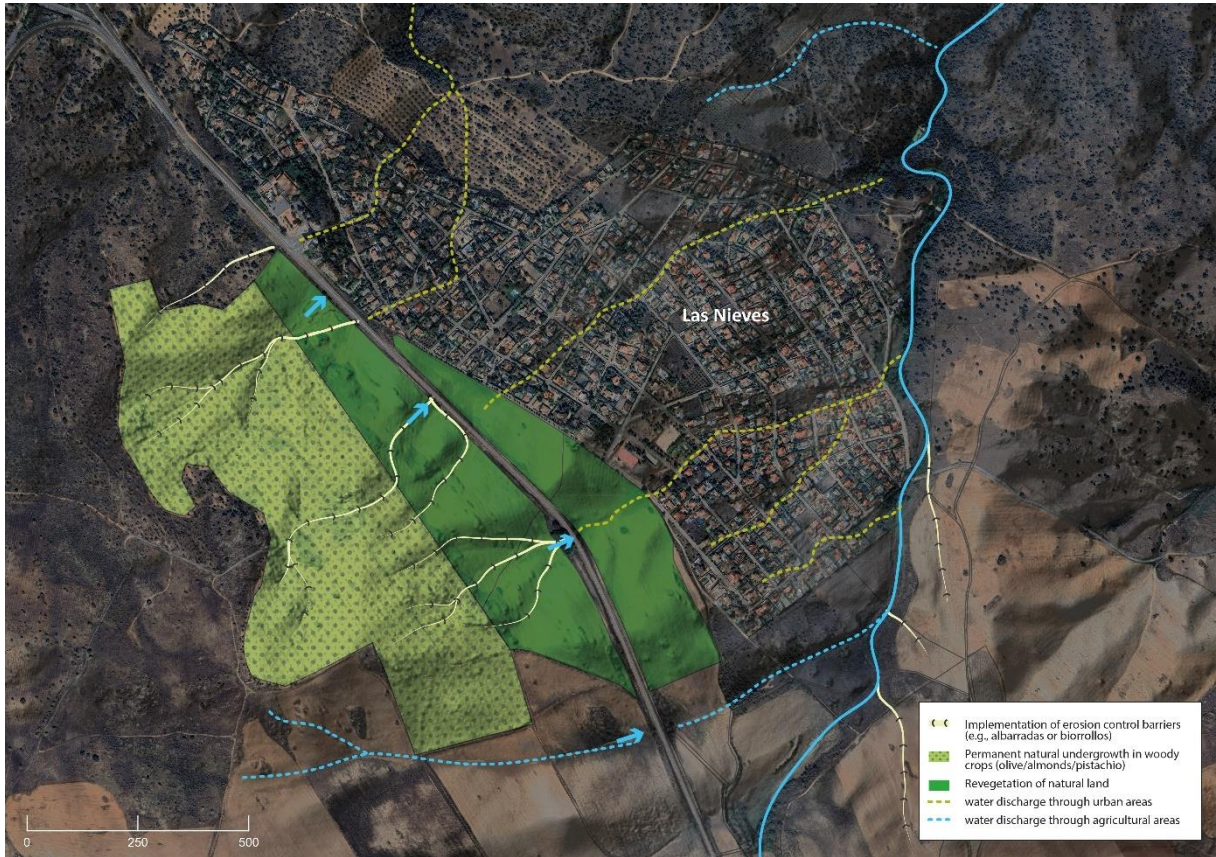 Las Nieves
Implementation of erosion control barriers
(e.g., albarradas or biorrollos)
Permanent natural undergrowth in woody
crops (olive/almonds/pistachio)
Revegetation of natural land
water discharge through urban areas
water discharge through agricultural areas
0 250 500